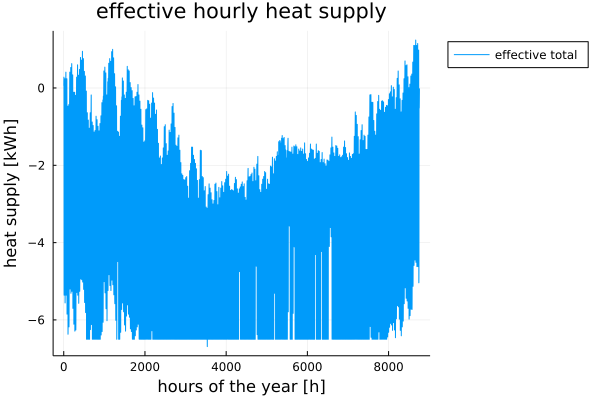 effective hourly heat supply
effective total
heat supply [kWh]
0
−2
−4
−6
0 2000 4000 6000 8000
hours of the year [h]